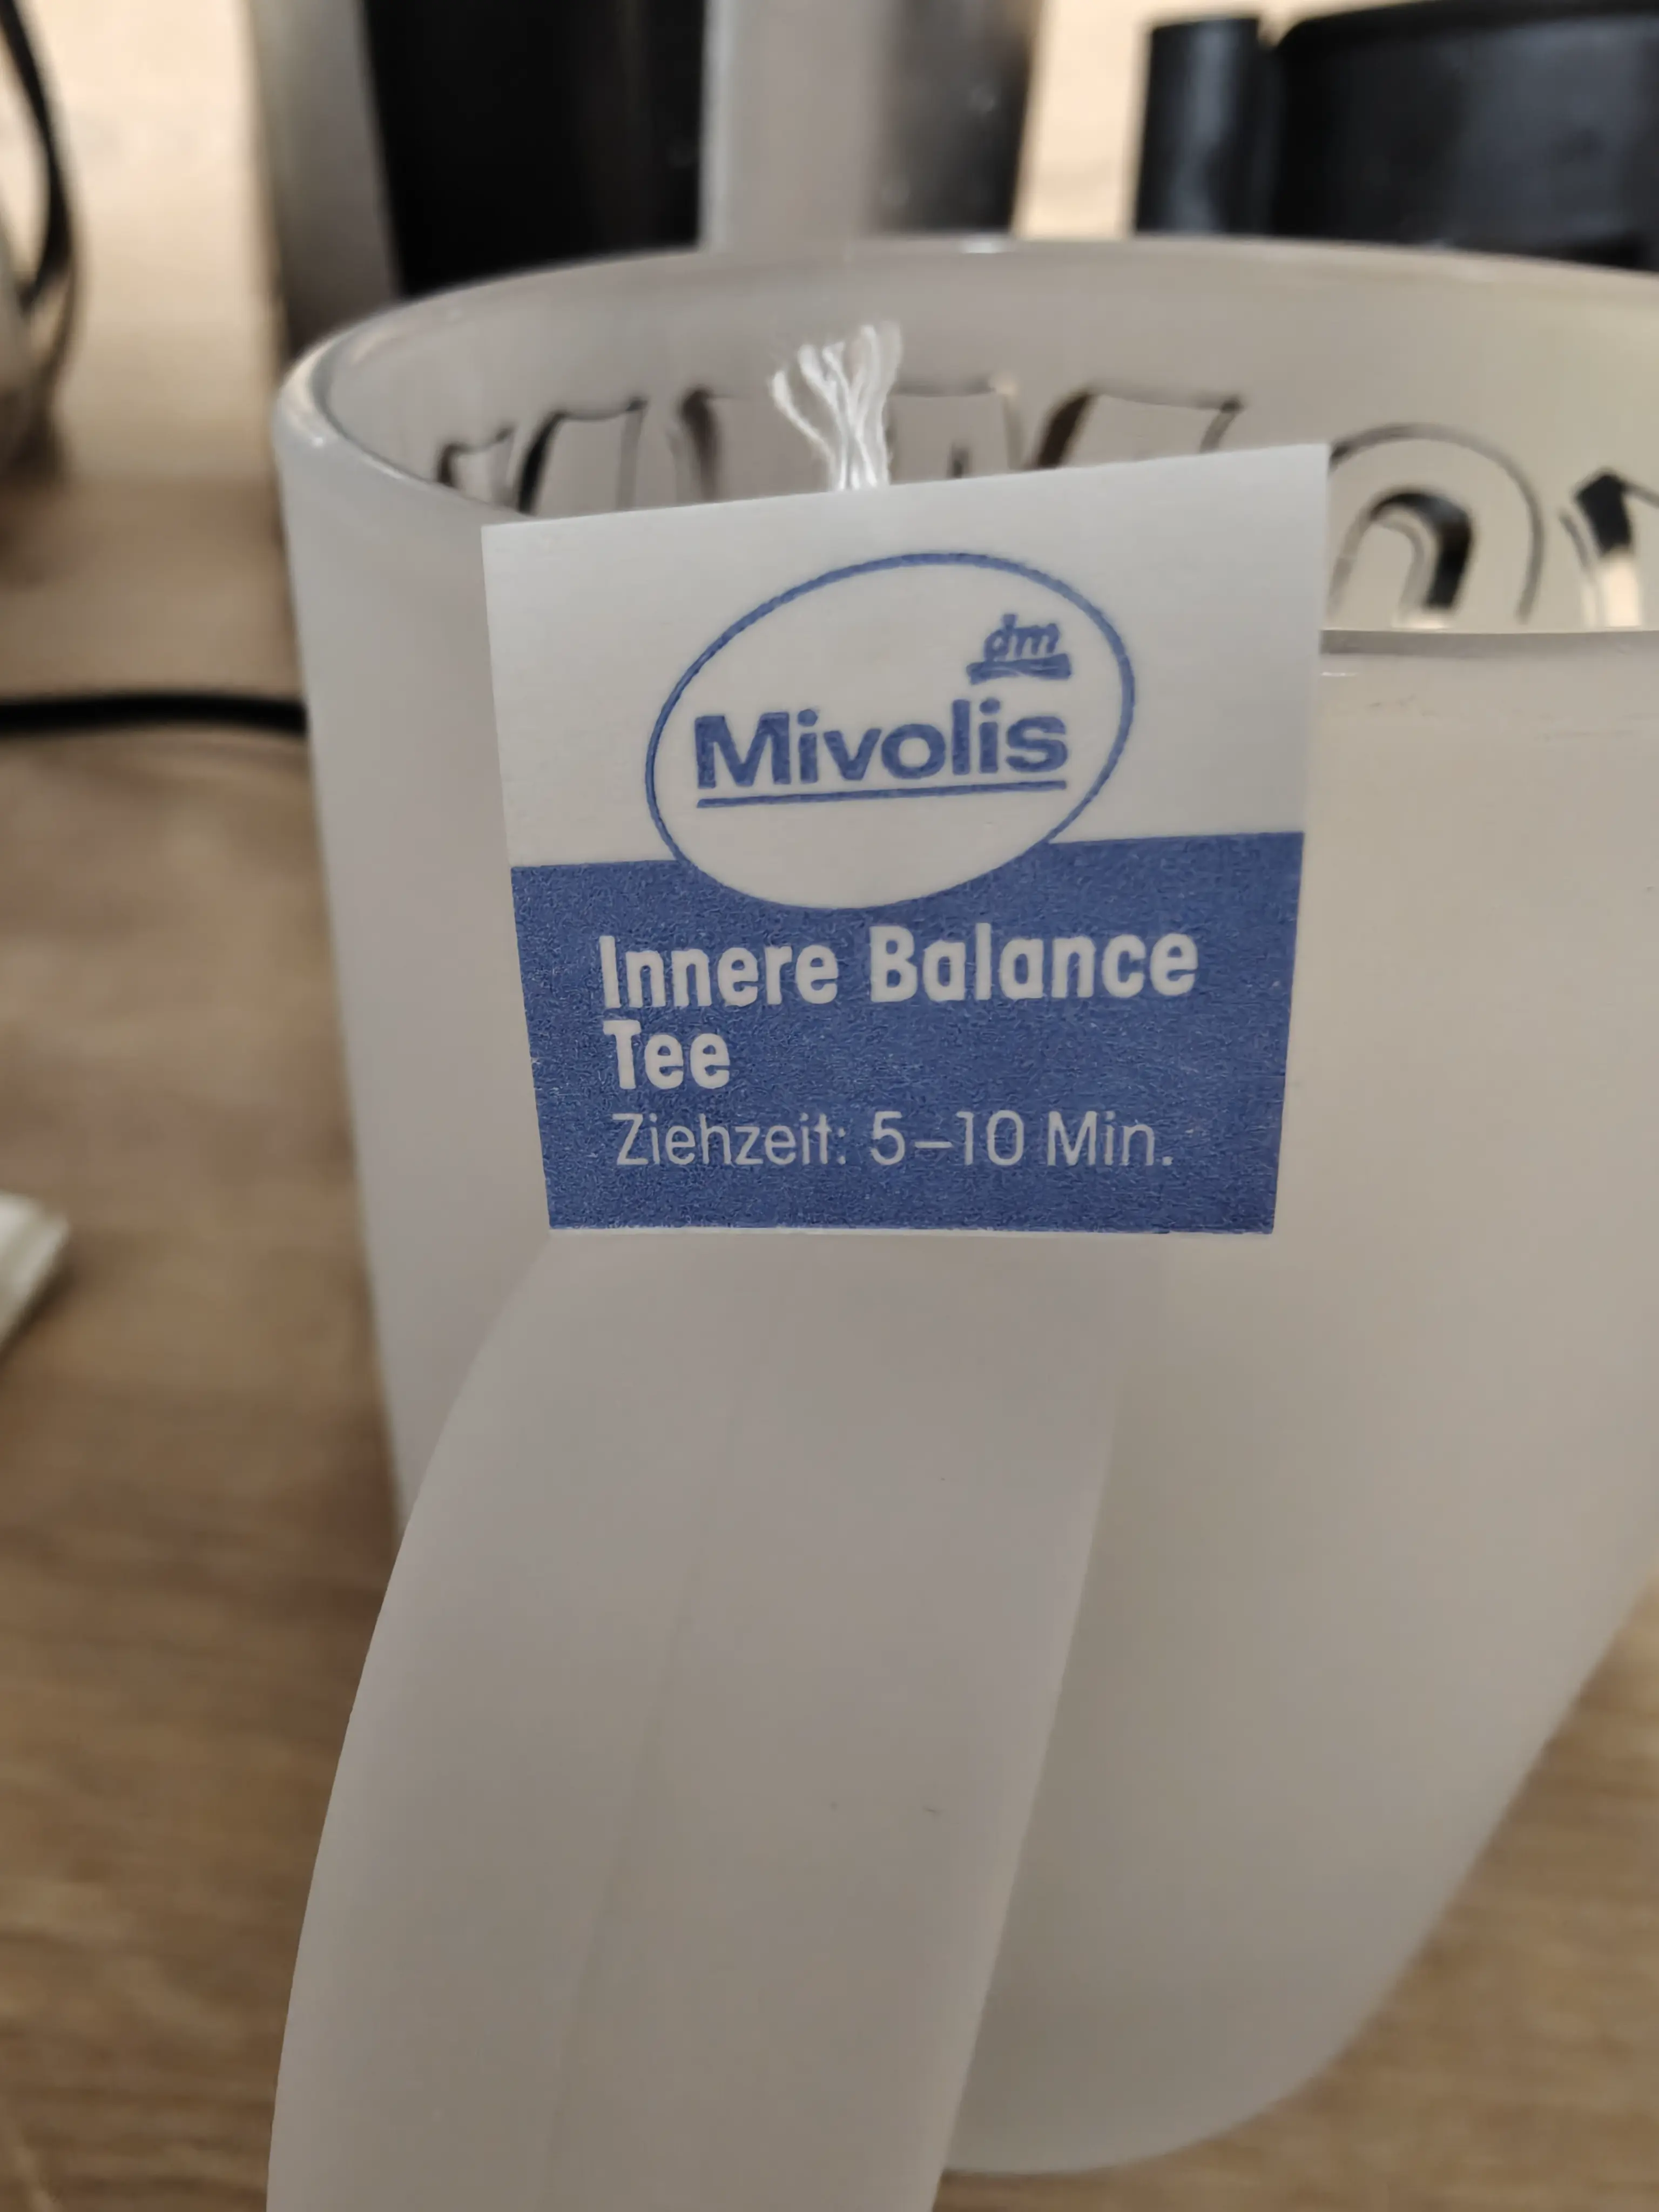 dm
Mivolis
Innere Balance
Tee
Ziehzeit: 5–10 Min.